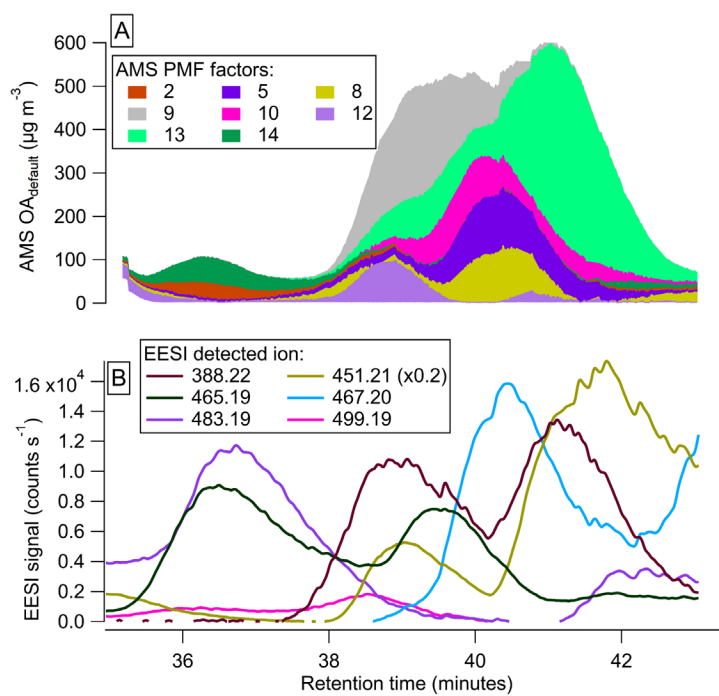 A
600
500
400
300
200
100
0
AMS OAdefault (µg m-3)
AMS PMF factors:
2 5 8
9 10 12
13 14
B
EESI detected ion:
388.22 451.21 (x0.2)
465.19 467.20
483.19 499.19
1.6 x10⁴
1.4
1.2
1.0
0.8
0.6
0.4
0.2
0.0
EESI signal (counts s-1)
36 38 40 42
Retention time (minutes)